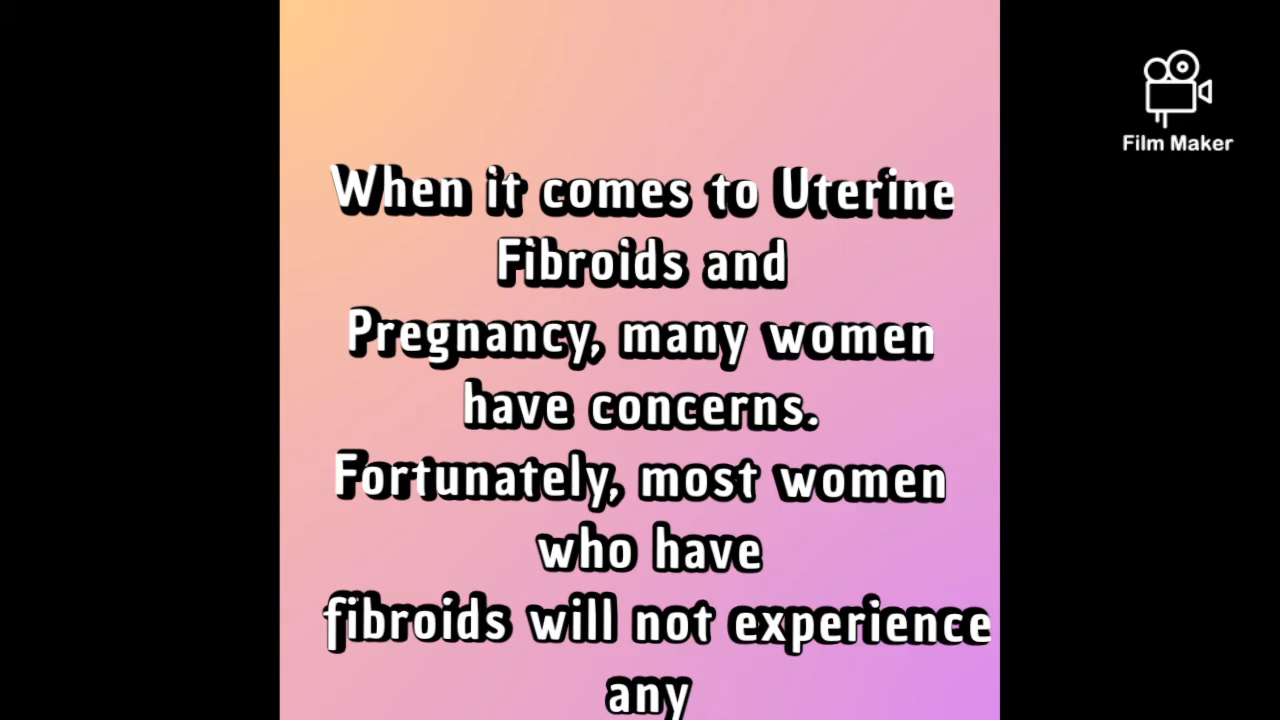 When it comes to Uterine
Fibroids and
Pregnancy, many women
have concerns.
Fortunately, most women
who have
fibroids will not experience
any
Film Maker